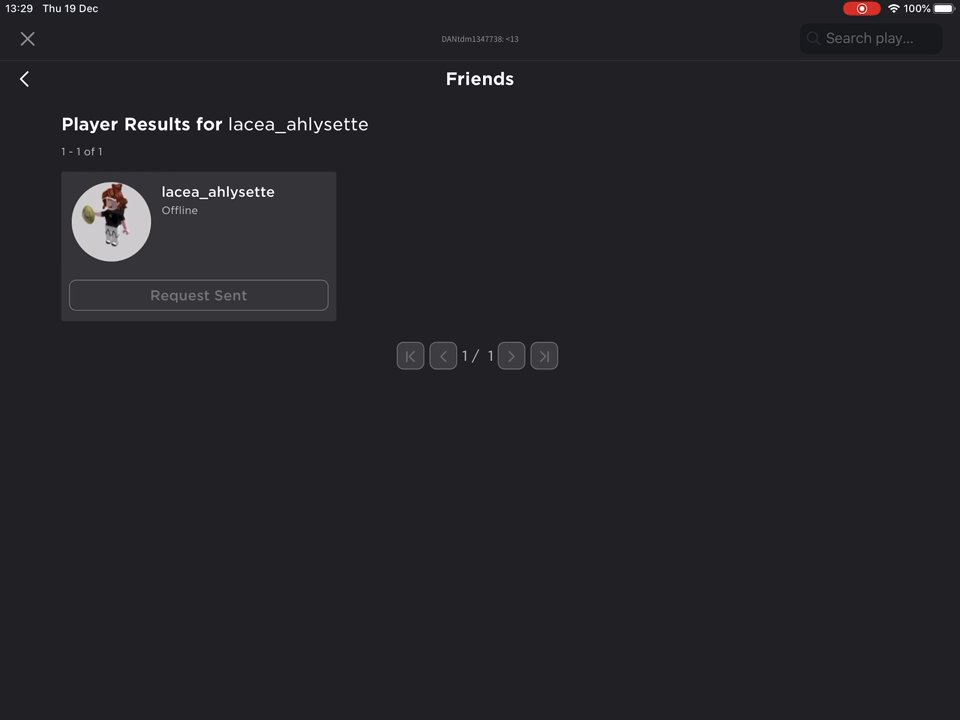 13:29 Thu 19 Dec 100%
DANtdm1347738: <13
Search play...
Friends
Player Results for lacea_ahlysette
1 - 1 of 1
lacea_ahlysette
Offline
Request Sent
1 / 1